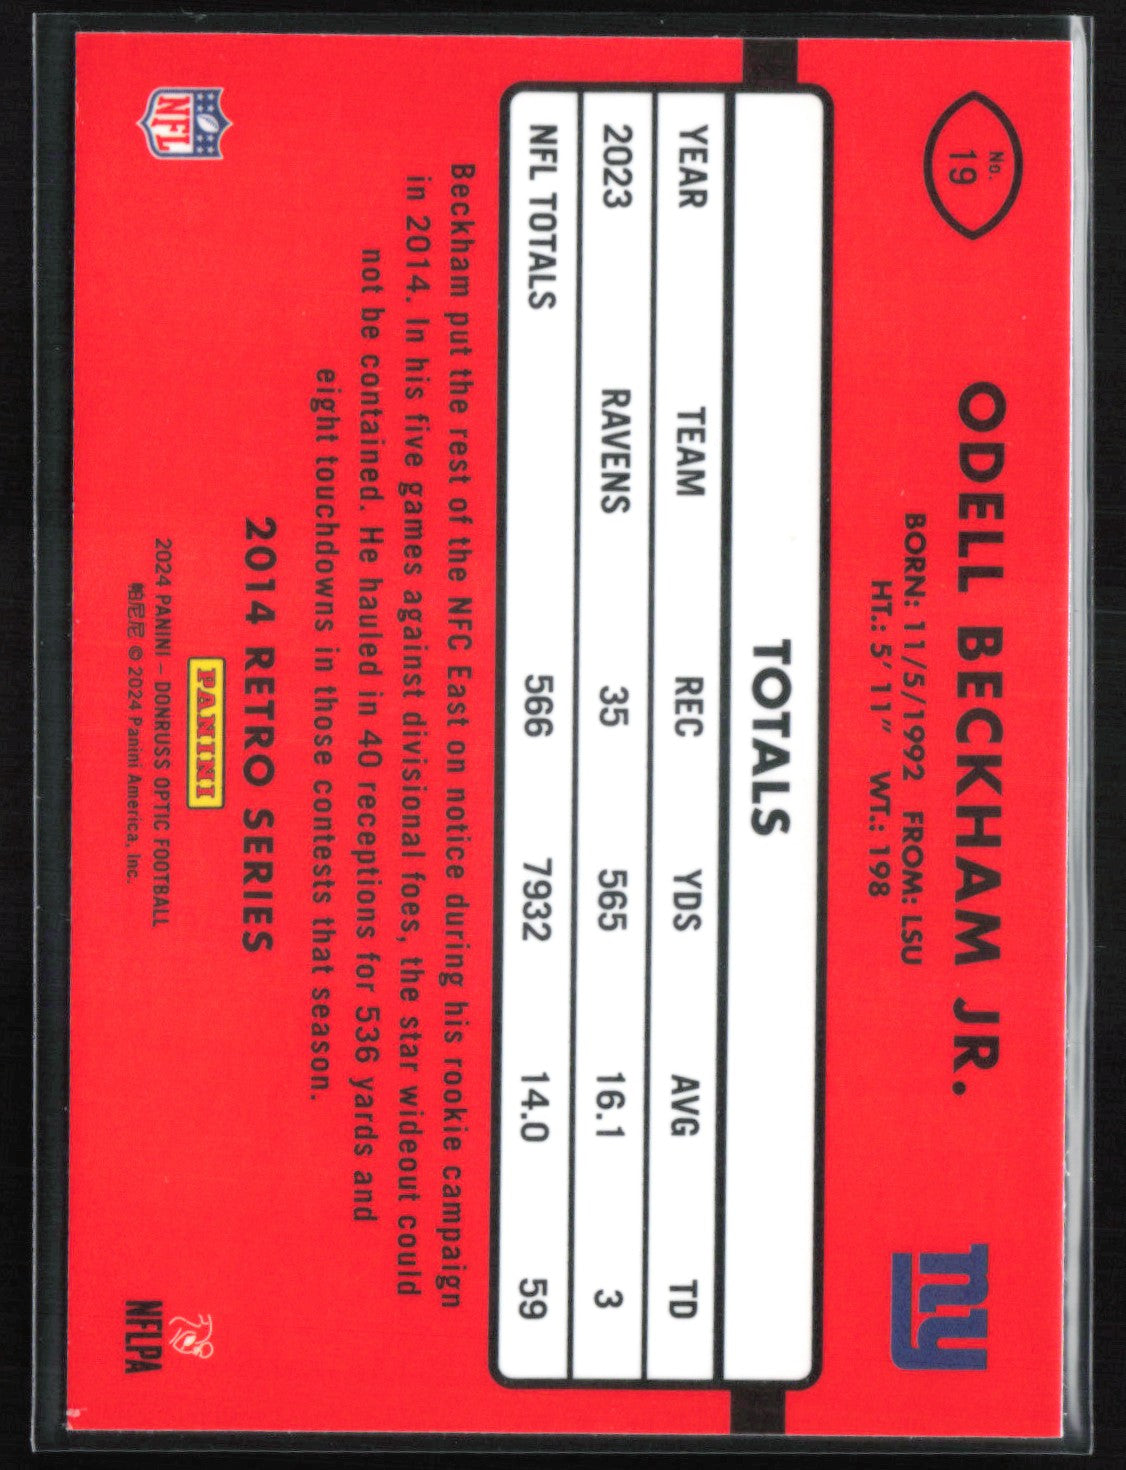 No.
19
ODELL BECKHAM JR.
BORN: 11/5/1992 FROM: LSU
HT.: 5' 11" WT.: 198
ny
TOTALS
YEAR TEAM REC YDS AVG TD
2023 RAVENS 35 565 16.1 3
NFL TOTALS 566 7932 14.0 59
Beckham put the rest of the NFC East on notice during his rookie campaign
in 2014. In his five games against divisional foes, the star wideout could
not be contained. He hauled in 40 receptions for 536 yards and
eight touchdowns in those contests that season.
2014 RETRO SERIES
NFL
PANINI
2024 PANINI – DONRUSS OPTIC FOOTBALL
帕尼尼 © 2024 Panini America, Inc.
NFLPA